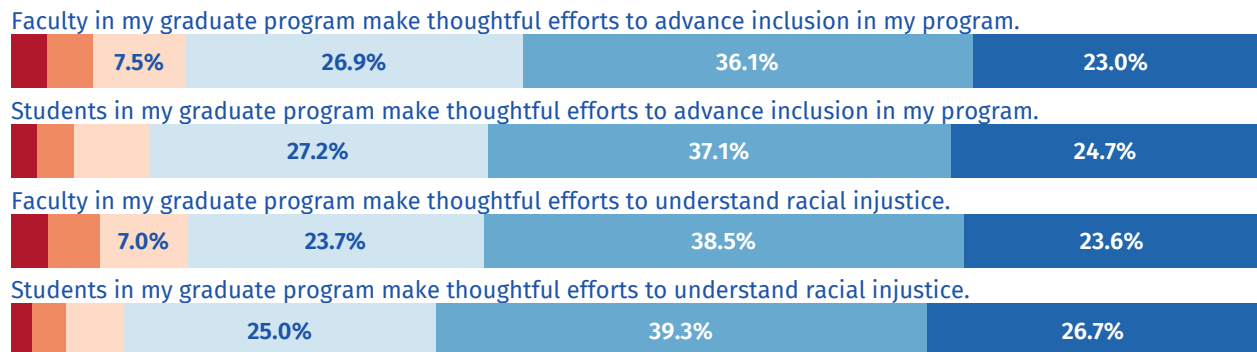 Faculty in my graduate program make thoughtful efforts to advance inclusion in my program.
7.5% 26.9% 36.1% 23.0%
Students in my graduate program make thoughtful efforts to advance inclusion in my program.
27.2% 37.1% 24.7%
Faculty in my graduate program make thoughtful efforts to understand racial injustice.
7.0% 23.7% 38.5% 23.6%
Students in my graduate program make thoughtful efforts to understand racial injustice.
25.0% 39.3% 26.7%